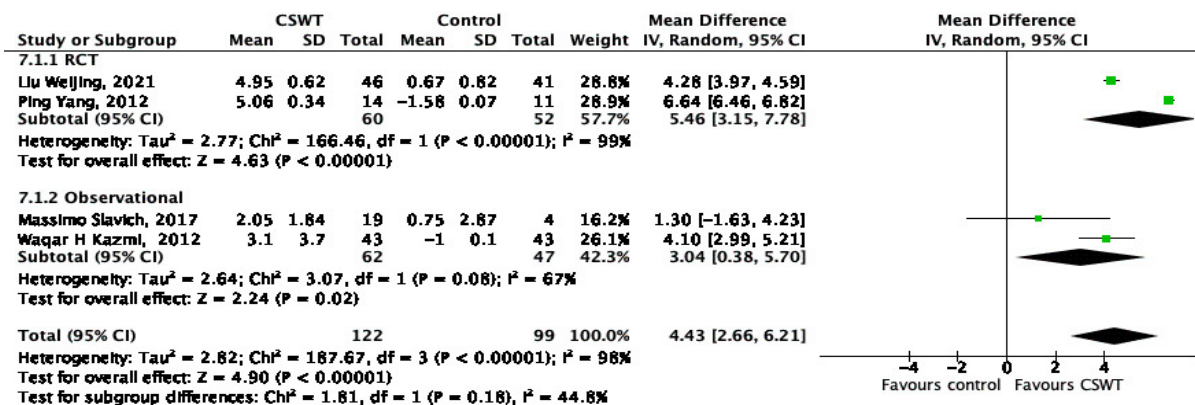 CSWT Control Mean Difference Mean Difference
Study or Subgroup Mean SD Total Mean SD Total Weight IV, Random, 95% CI IV, Random, 95% CI
7.1.1 RCT
Liu Weijing, 2021 4.95 0.62 46 0.67 0.82 41 28.8% 4.28 [3.97, 4.59]
Ping Yang, 2012 5.06 0.34 14 −1.58 0.07 11 28.9% 6.64 [6.46, 6.82]
Subtotal (95% CI) 60 52 57.7% 5.46 [3.15, 7.78]
Heterogeneity: Tau² = 2.77; Chi² = 166.46, df = 1 (P < 0.00001); I² = 99%
Test for overall effect: Z = 4.63 (P < 0.00001)
7.1.2 Observational
Massimo Slavich, 2017 2.05 1.84 19 0.75 2.87 4 16.2% 1.30 [−1.63, 4.23]
Waqar H Kazmi, 2012 3.1 3.7 43 −1 0.1 43 26.1% 4.10 [2.99, 5.21]
Subtotal (95% CI) 62 47 42.3% 3.04 [0.38, 5.70]
Heterogeneity: Tau² = 2.64; Chi² = 3.07, df = 1 (P = 0.08); I² = 67%
Test for overall effect: Z = 2.24 (P = 0.02)
Total (95% CI) 122 99 100.0% 4.43 [2.66, 6.21]
Heterogeneity: Tau² = 2.82; Chi² = 187.67, df = 3 (P < 0.00001); I² = 98%
Test for overall effect: Z = 4.90 (P < 0.00001)
Test for subgroup differences: Chi² = 1.81, df = 1 (P = 0.18), I² = 44.8%
−4 −2 0 2 4
Favours control Favours CSWT